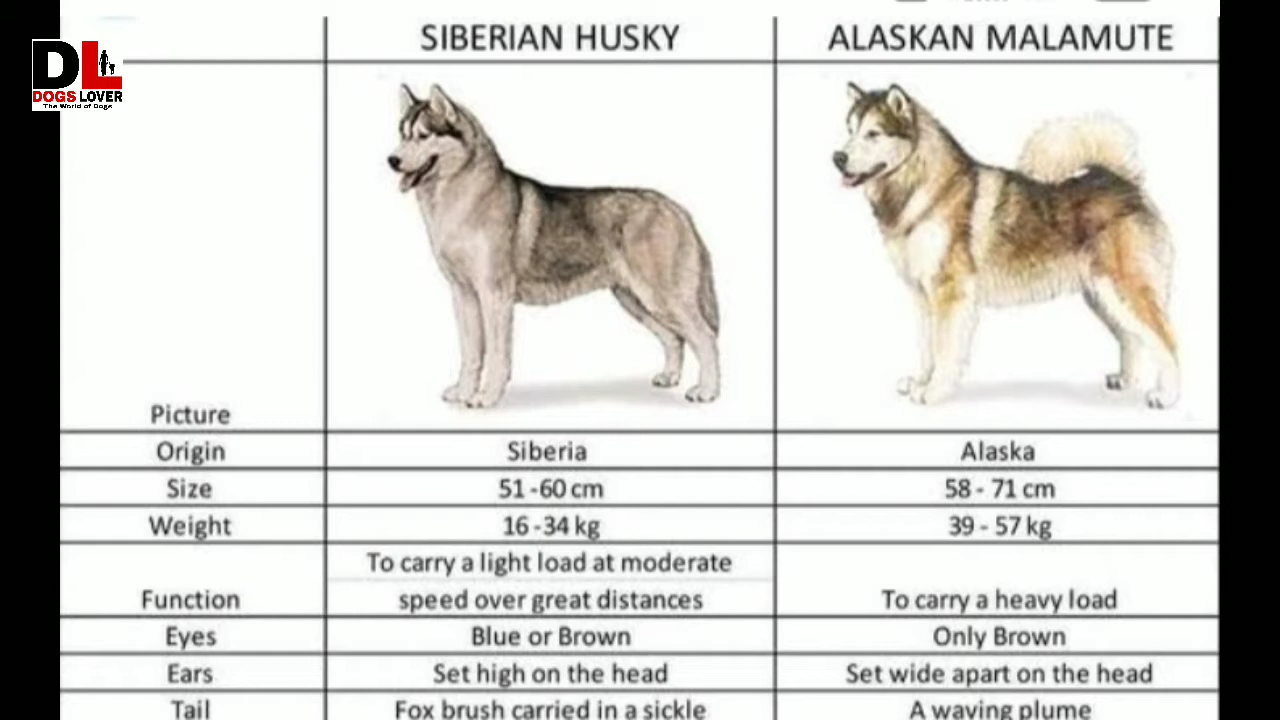 SIBERIAN HUSKY ALASKAN MALAMUTE
DL
DOGS LOVER
The World of Dogs
Picture
Origin Siberia Alaska
Size 51 -60 cm 58 - 71 cm
Weight 16 -34 kg 39 - 57 kg
To carry a light load at moderate
Function speed over great distances To carry a heavy load
Eyes Blue or Brown Only Brown
Ears Set high on the head Set wide apart on the head
Tail Fox brush carried in a sickle A waving plume